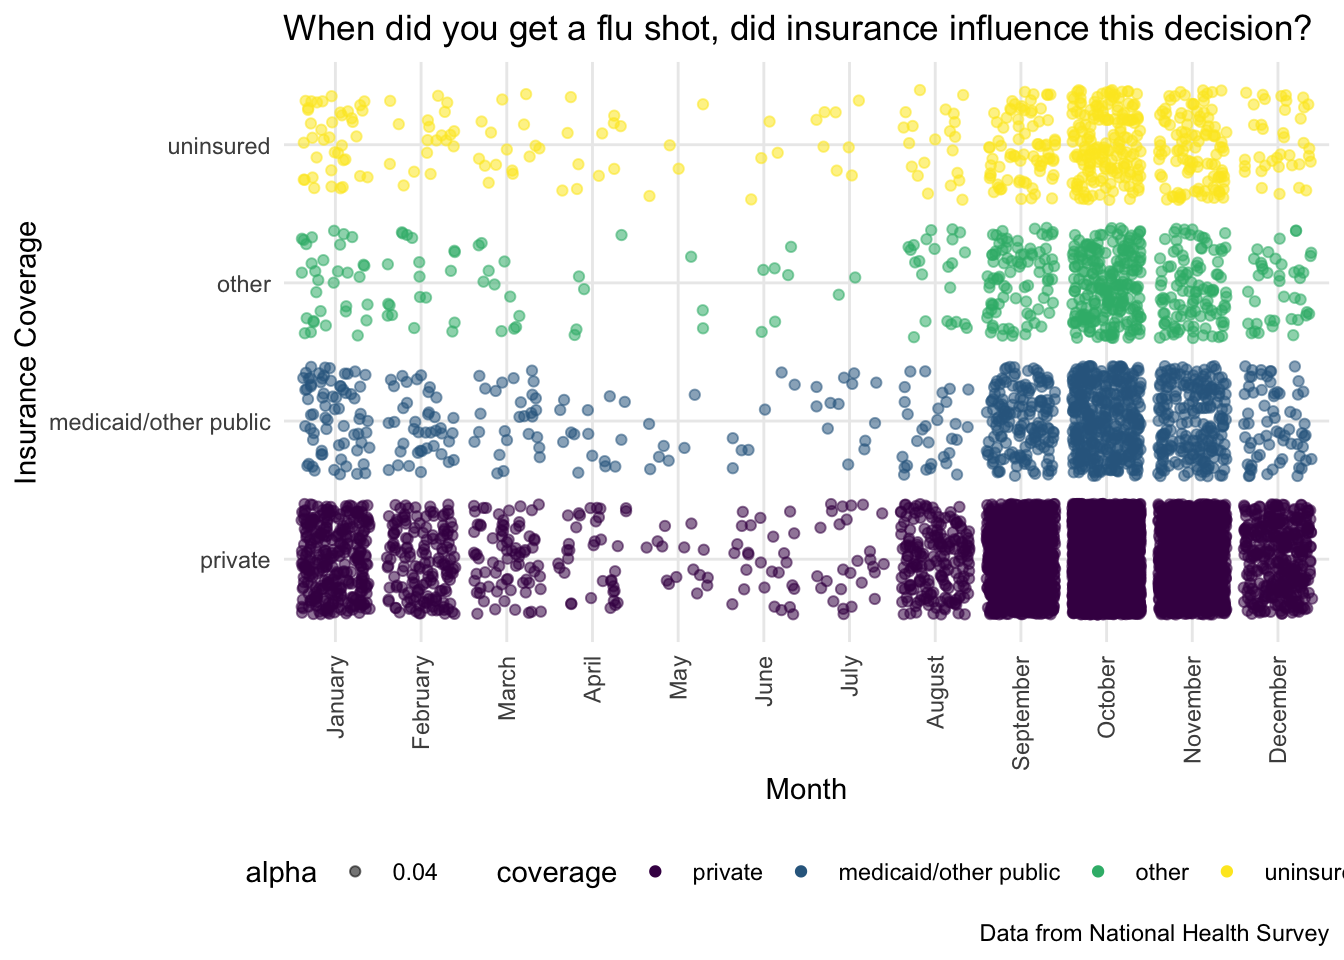 When did you get a flu shot, did insurance influence this decision?
Insurance Coverage
uninsured
other
medicaid/other public
private
January
February
March
April
May
June
July
August
September
October
November
December
Month
alpha 0.04 coverage private medicaid/other public other uninsure
Data from National Health Survey